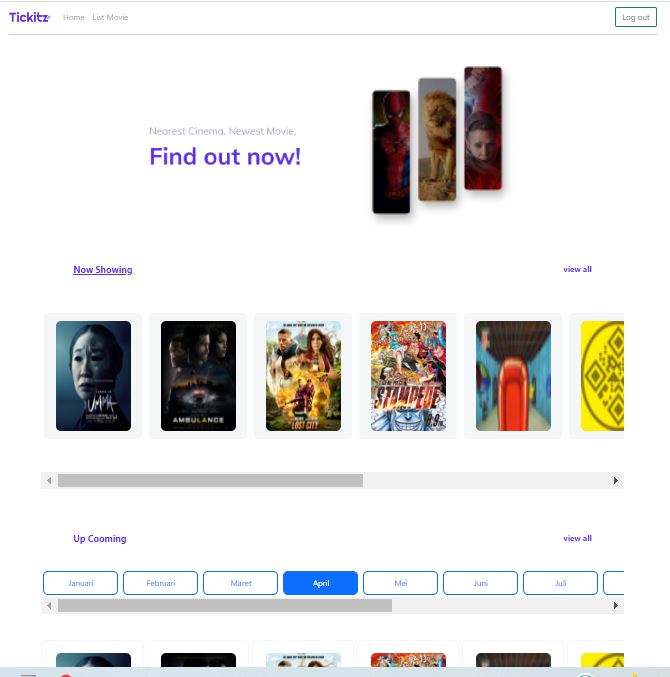 Tickitz
Home List Movie
Log out
Nearest Cinema, Newest Movie,
Find out now!
Now Showing
view all
UMMA
AMBULANCE
LOST CITY
STAMPEDE
Up Cooming
view all
Januari
Februari
Maret
April
Mei
Juni
Juli